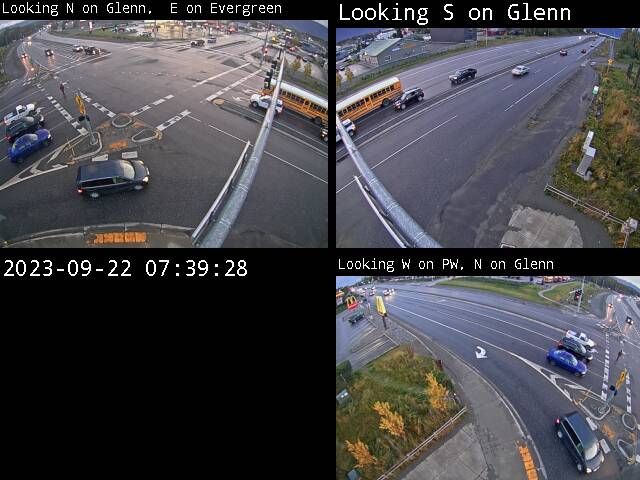 Looking N on Glenn,  E on Evergreen
Looking S on Glenn
2023-09-22 07:39:28
Looking W on PW, N on Glenn